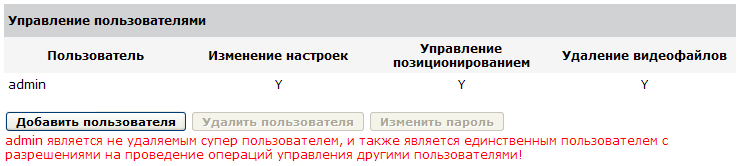 Управление пользователями
Пользователь Изменение настроек Управление позиционированием Удаление видеофайлов
admin Y Y Y
Добавить пользователя Удалить пользователя Изменить пароль
admin является не удаляемым супер пользователем, и также является единственным пользователем с
разрешениями на проведение операций управления другими пользователями!